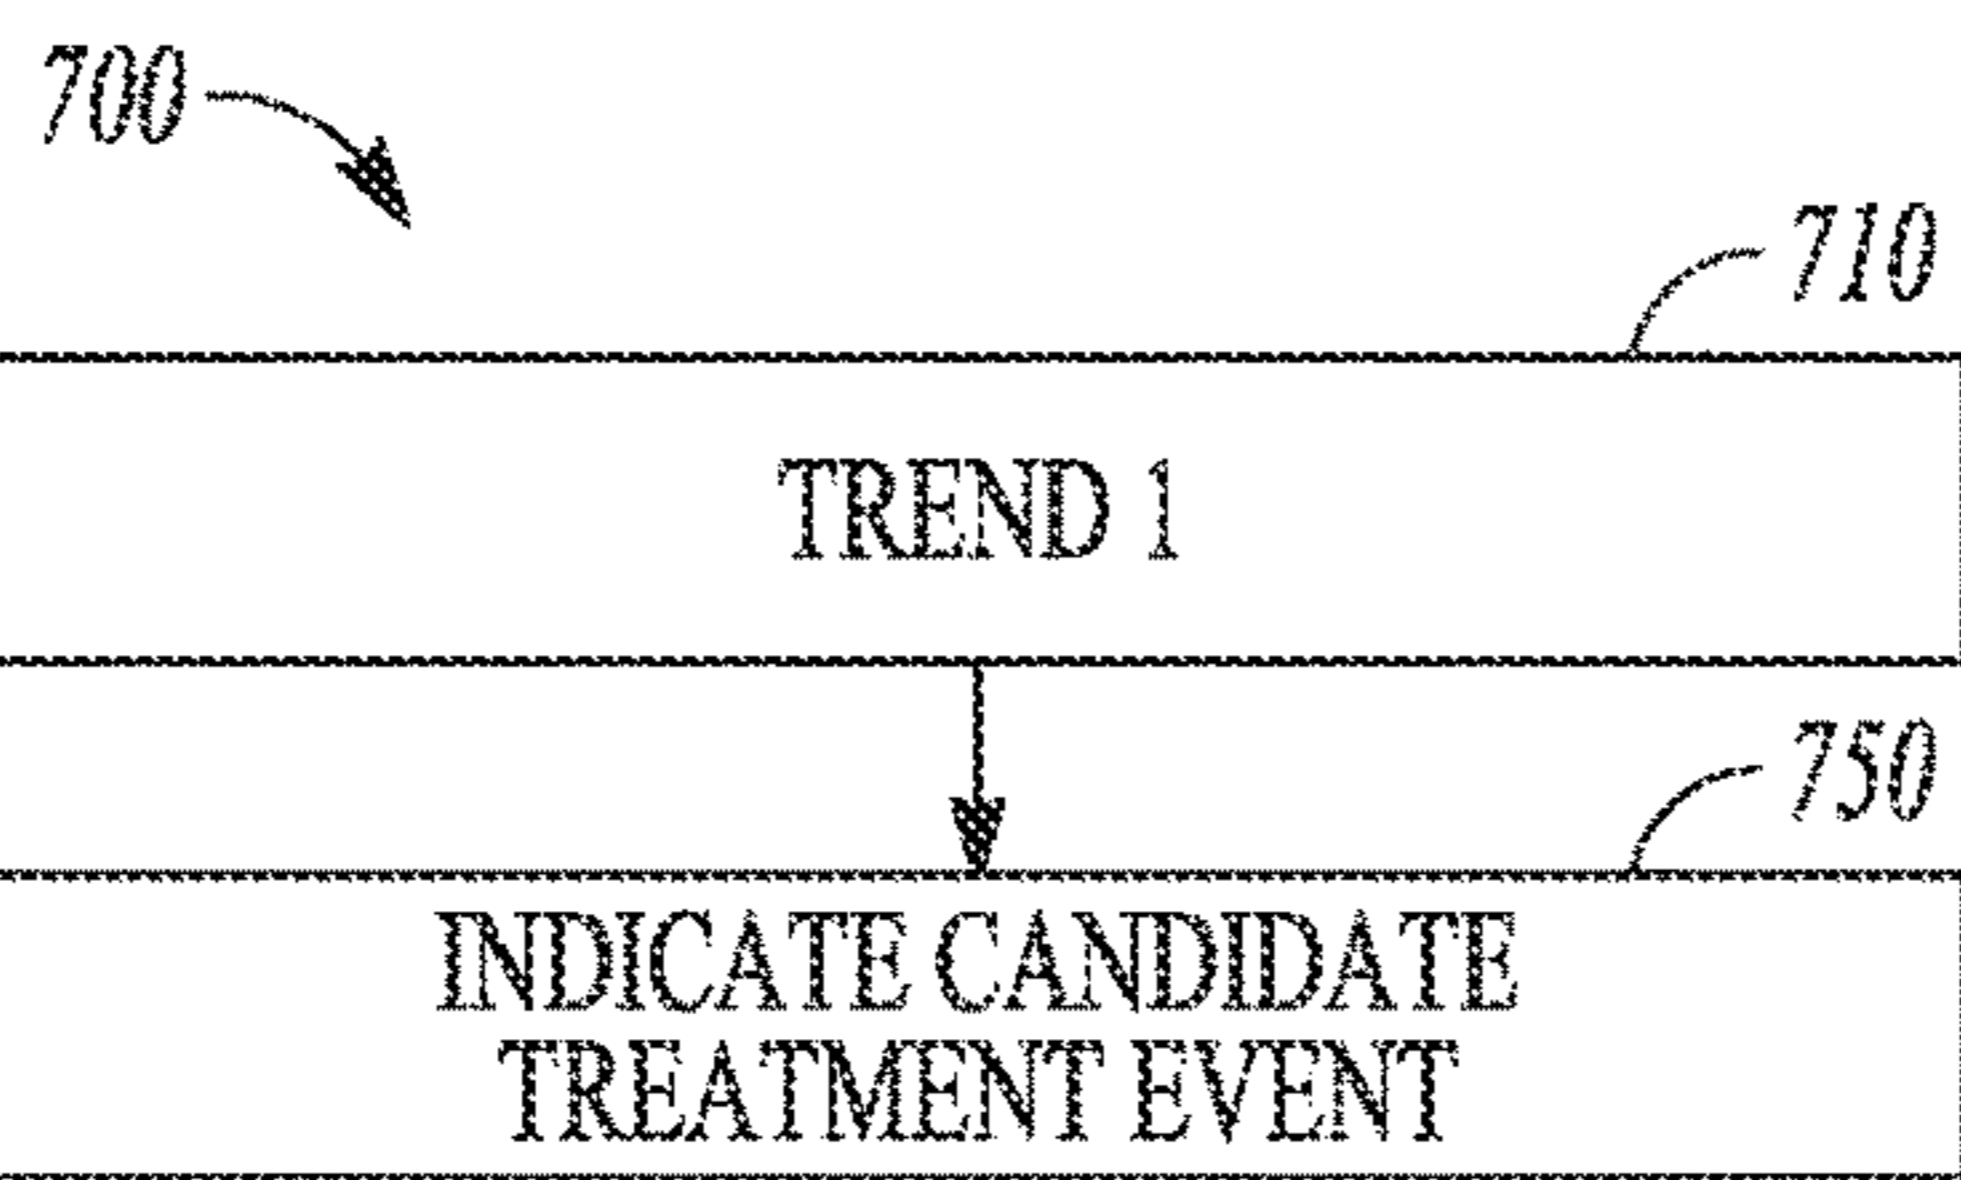 700
710
TREND 1
750
INDICATE CANDIDATE
TREATMENT EVENT